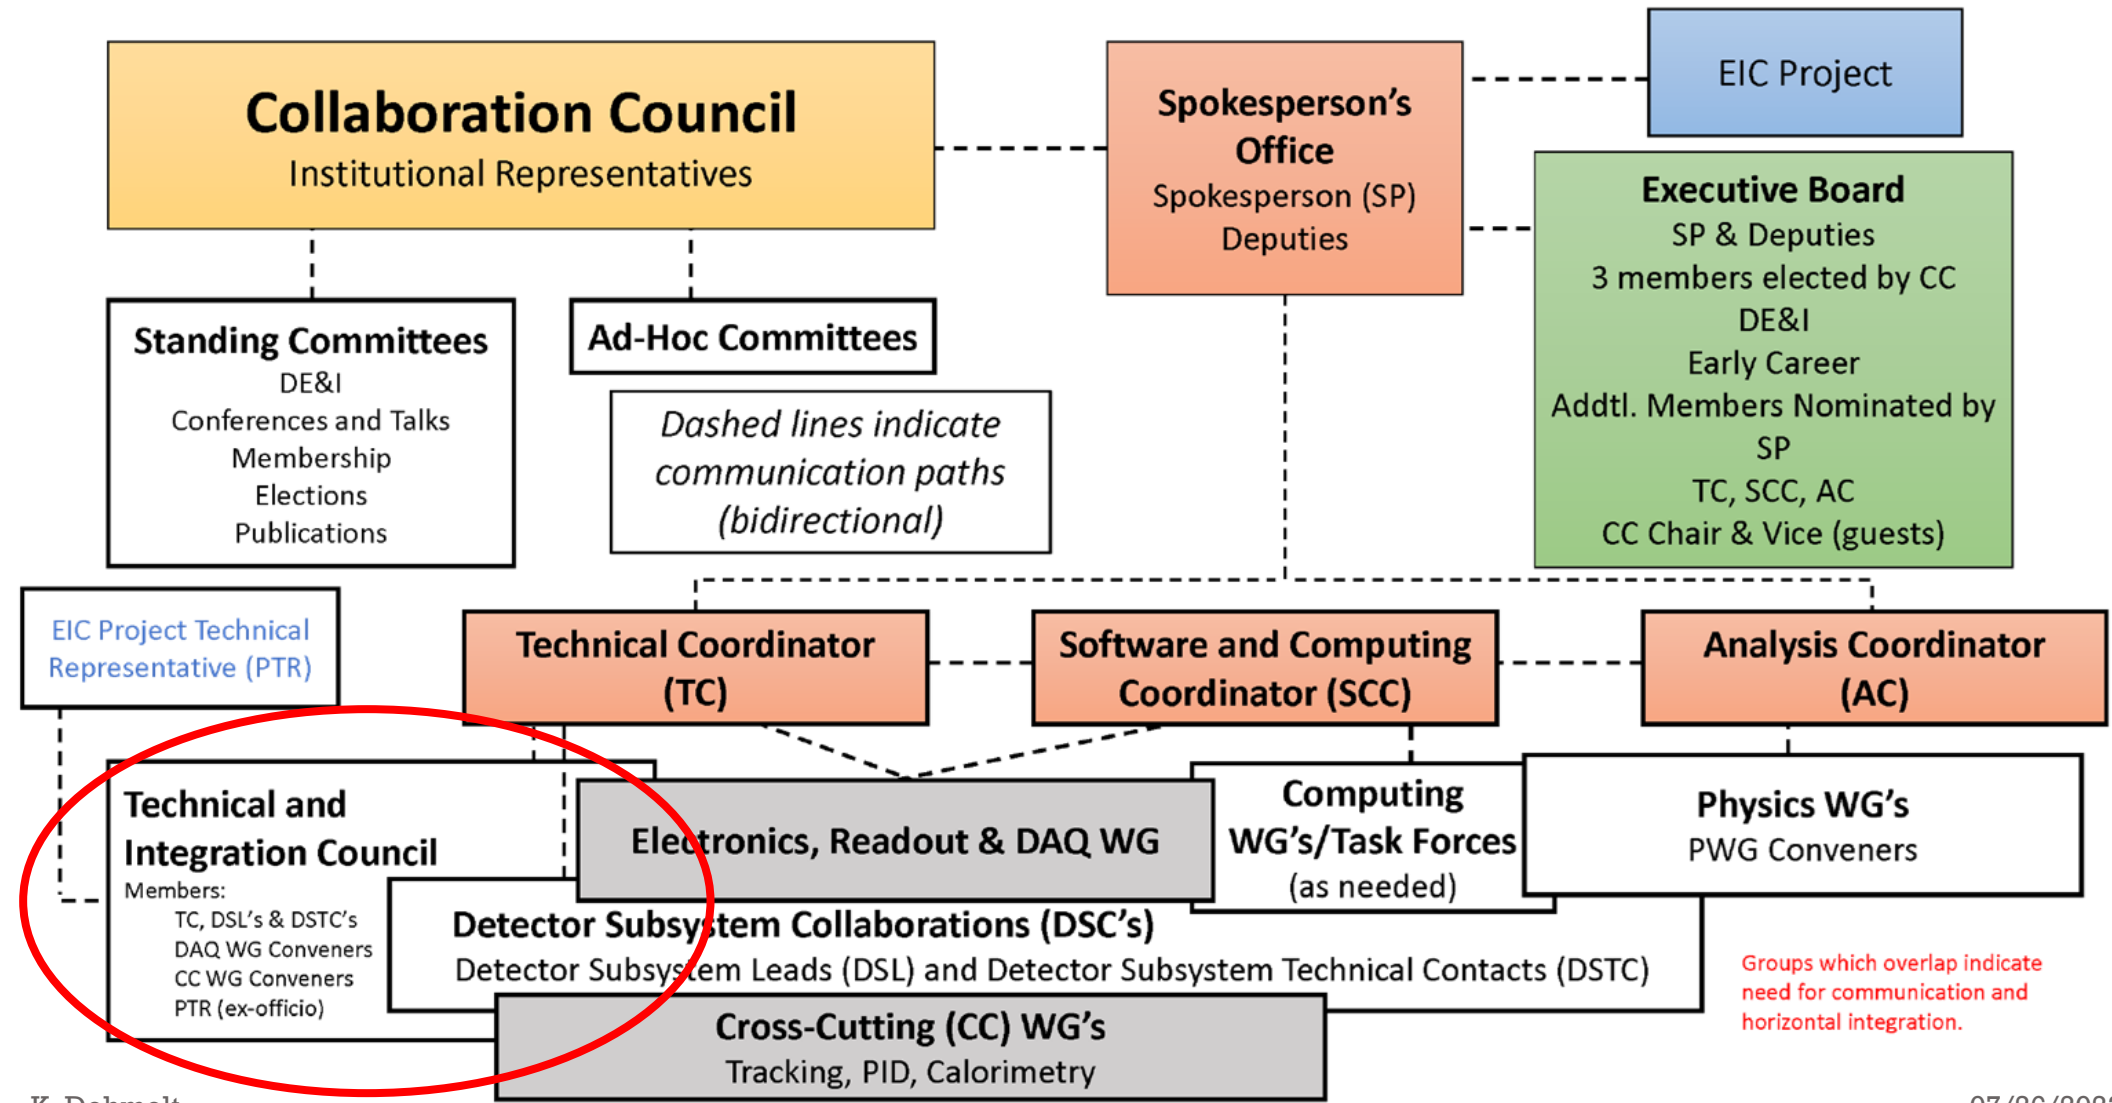 Collaboration Council
Institutional Representatives
Spokesperson’s
Office
Spokesperson (SP)
Deputies
EIC Project
Executive Board
SP & Deputies
3 members elected by CC
DE&I
Early Career
Addtl. Members Nominated by
SP
TC, SCC, AC
CC Chair & Vice (guests)
Standing Committees
DE&I
Conferences and Talks
Membership
Elections
Publications
Ad-Hoc Committees
Dashed lines indicate
communication paths
(bidirectional)
EIC Project Technical
Representative (PTR)
Technical Coordinator
(TC)
Software and Computing
Coordinator (SCC)
Analysis Coordinator
(AC)
Technical and
Integration Council
Members:
TC, DSL’s & DSTC’s
DAQ WG Conveners
CC WG Conveners
PTR (ex-officio)
Electronics, Readout & DAQ WG
Computing
WG’s/Task Forces
(as needed)
Physics WG’s
PWG Conveners
Detector Subsystem Collaborations (DSC’s)
Detector Subsystem Leads (DSL) and Detector Subsystem Technical Contacts (DSTC)
Cross-Cutting (CC) WG’s
Tracking, PID, Calorimetry
Groups which overlap indicate
need for communication and
horizontal integration.